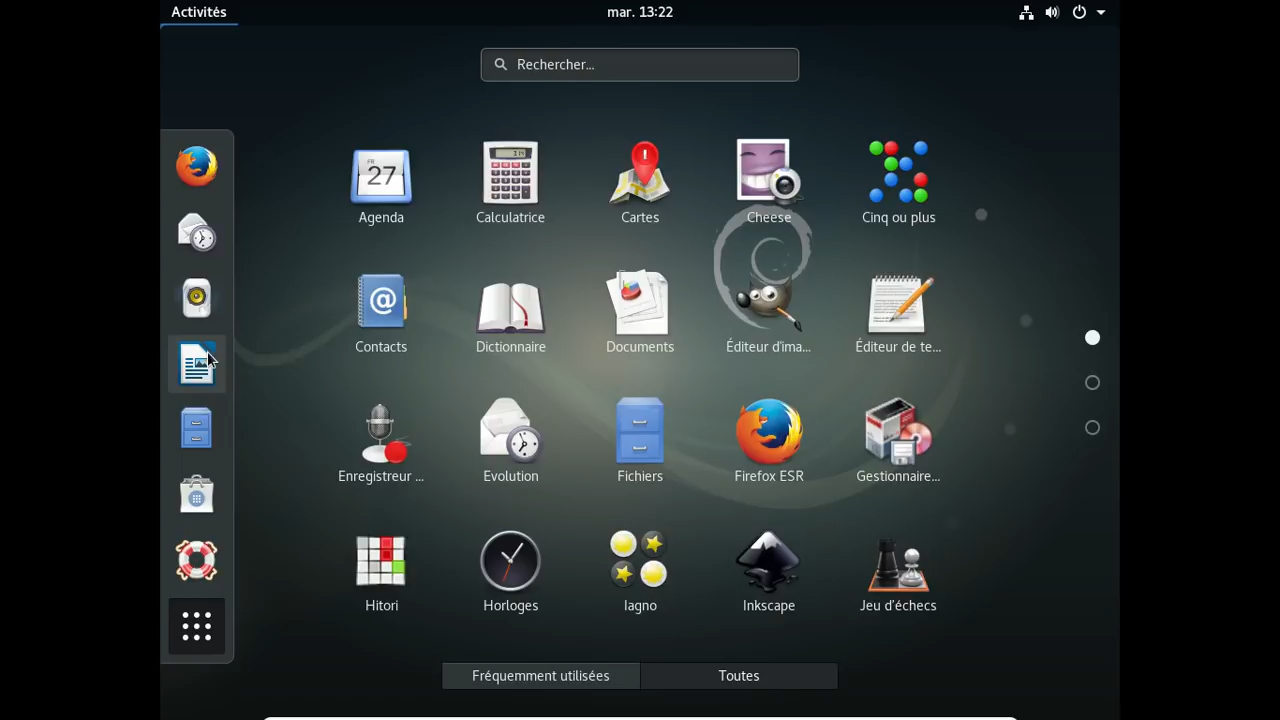 Activités
mar. 13:22
Rechercher...
FR
27
Agenda
Calculatrice
Cartes
Cheese
Cinq ou plus
@
Contacts
Dictionnaire
Documents
Éditeur d'ima...
Éditeur de te...
Enregistreur ...
Evolution
Fichiers
Firefox ESR
Gestionnaire...
Hitori
Horloges
Iagno
Inkscape
Jeu d'échecs
Fréquemment utilisées
Toutes